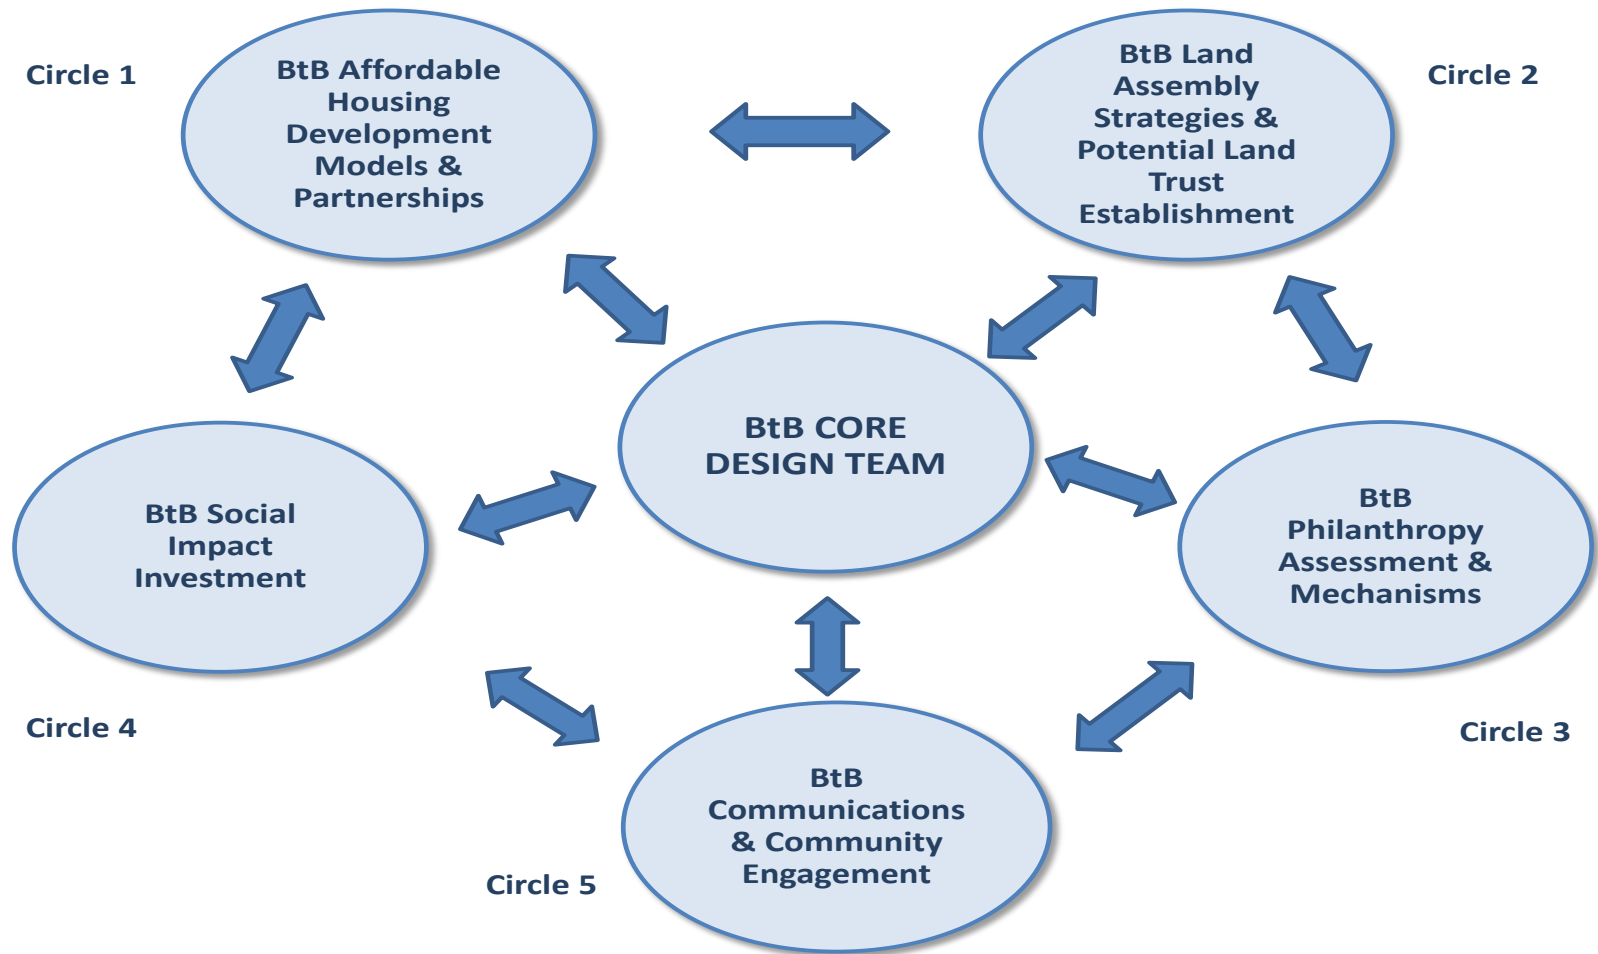 Circle 1
BtB Affordable
Housing
Development
Models &
Partnerships
BtB Land
Assembly
Strategies &
Potential Land
Trust
Establishment
Circle 2
BtB CORE
DESIGN TEAM
BtB Social
Impact
Investment
BtB
Philanthropy
Assessment &
Mechanisms
Circle 4
Circle 3
BtB
Communications
& Community
Engagement
Circle 5